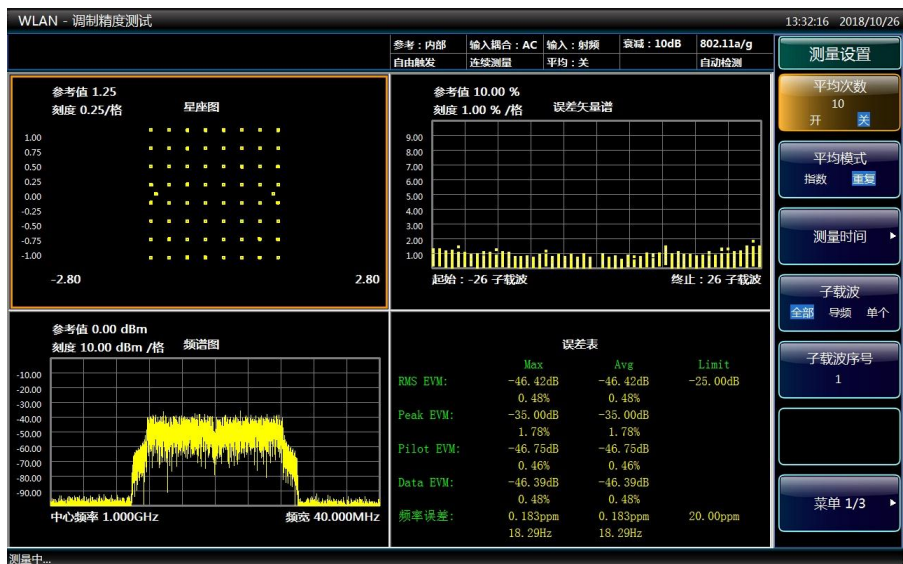 WLAN - 调制精度测试
13:32:16 2018/10/26
参考：内部 输入耦合：AC 输入：射频 衰减：10dB 802.11a/g
自由触发 连续测量 平均：关 自动检测
测量设置
参考值 1.25
刻度 0.25/格 星座图
1.00
0.75
0.50
0.25
0.00
-0.25
-0.50
-0.75
-1.00
-2.80 2.80
参考值 10.00 %
刻度 1.00 % /格 误差矢量谱
9.00
8.00
7.00
6.00
5.00
4.00
3.00
2.00
1.00
起始：-26 子载波 终止：26 子载波
参考值 0.00 dBm
刻度 10.00 dBm /格 频谱图
-10.00
-20.00
-30.00
-40.00
-50.00
-60.00
-70.00
-80.00
-90.00
中心频率 1.000GHz 频宽 40.000MHz
误差表
Max Avg Limit
RMS EVM: -46.42dB -46.42dB -25.00dB
0.48% 0.48%
Peak EVM: -35.00dB -35.00dB
1.78% 1.78%
Pilot EVM: -46.75dB -46.75dB
0.46% 0.46%
Data EVM: -46.39dB -46.39dB
0.48% 0.48%
频率误差: 0.183ppm 0.183ppm 20.00ppm
18.29Hz 18.29Hz
平均次数
10
开 关
平均模式
指数 重复
测量时间
子载波
全部 导频 单个
子载波序号
1
菜单 1/3
测量中...